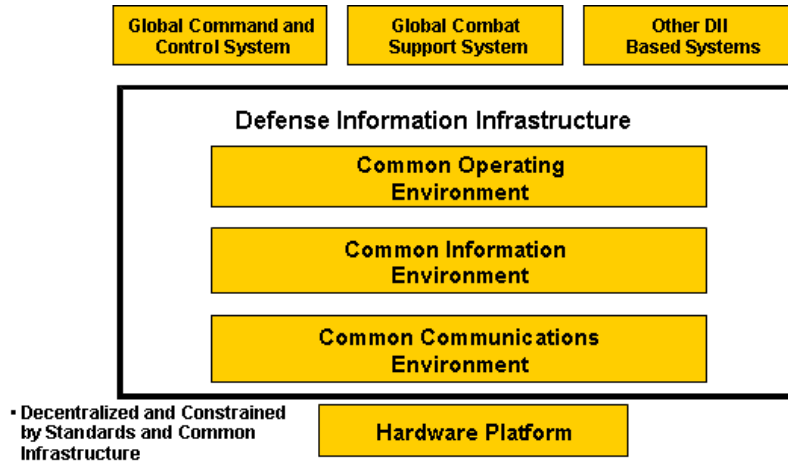 Global Command and
Control System
Global Combat
Support System
Other DII
Based Systems
Defense Information Infrastructure
Common Operating
Environment
Common Information
Environment
Common Communications
Environment
• Decentralized and Constrained
by Standards and Common
Infrastructure
Hardware Platform